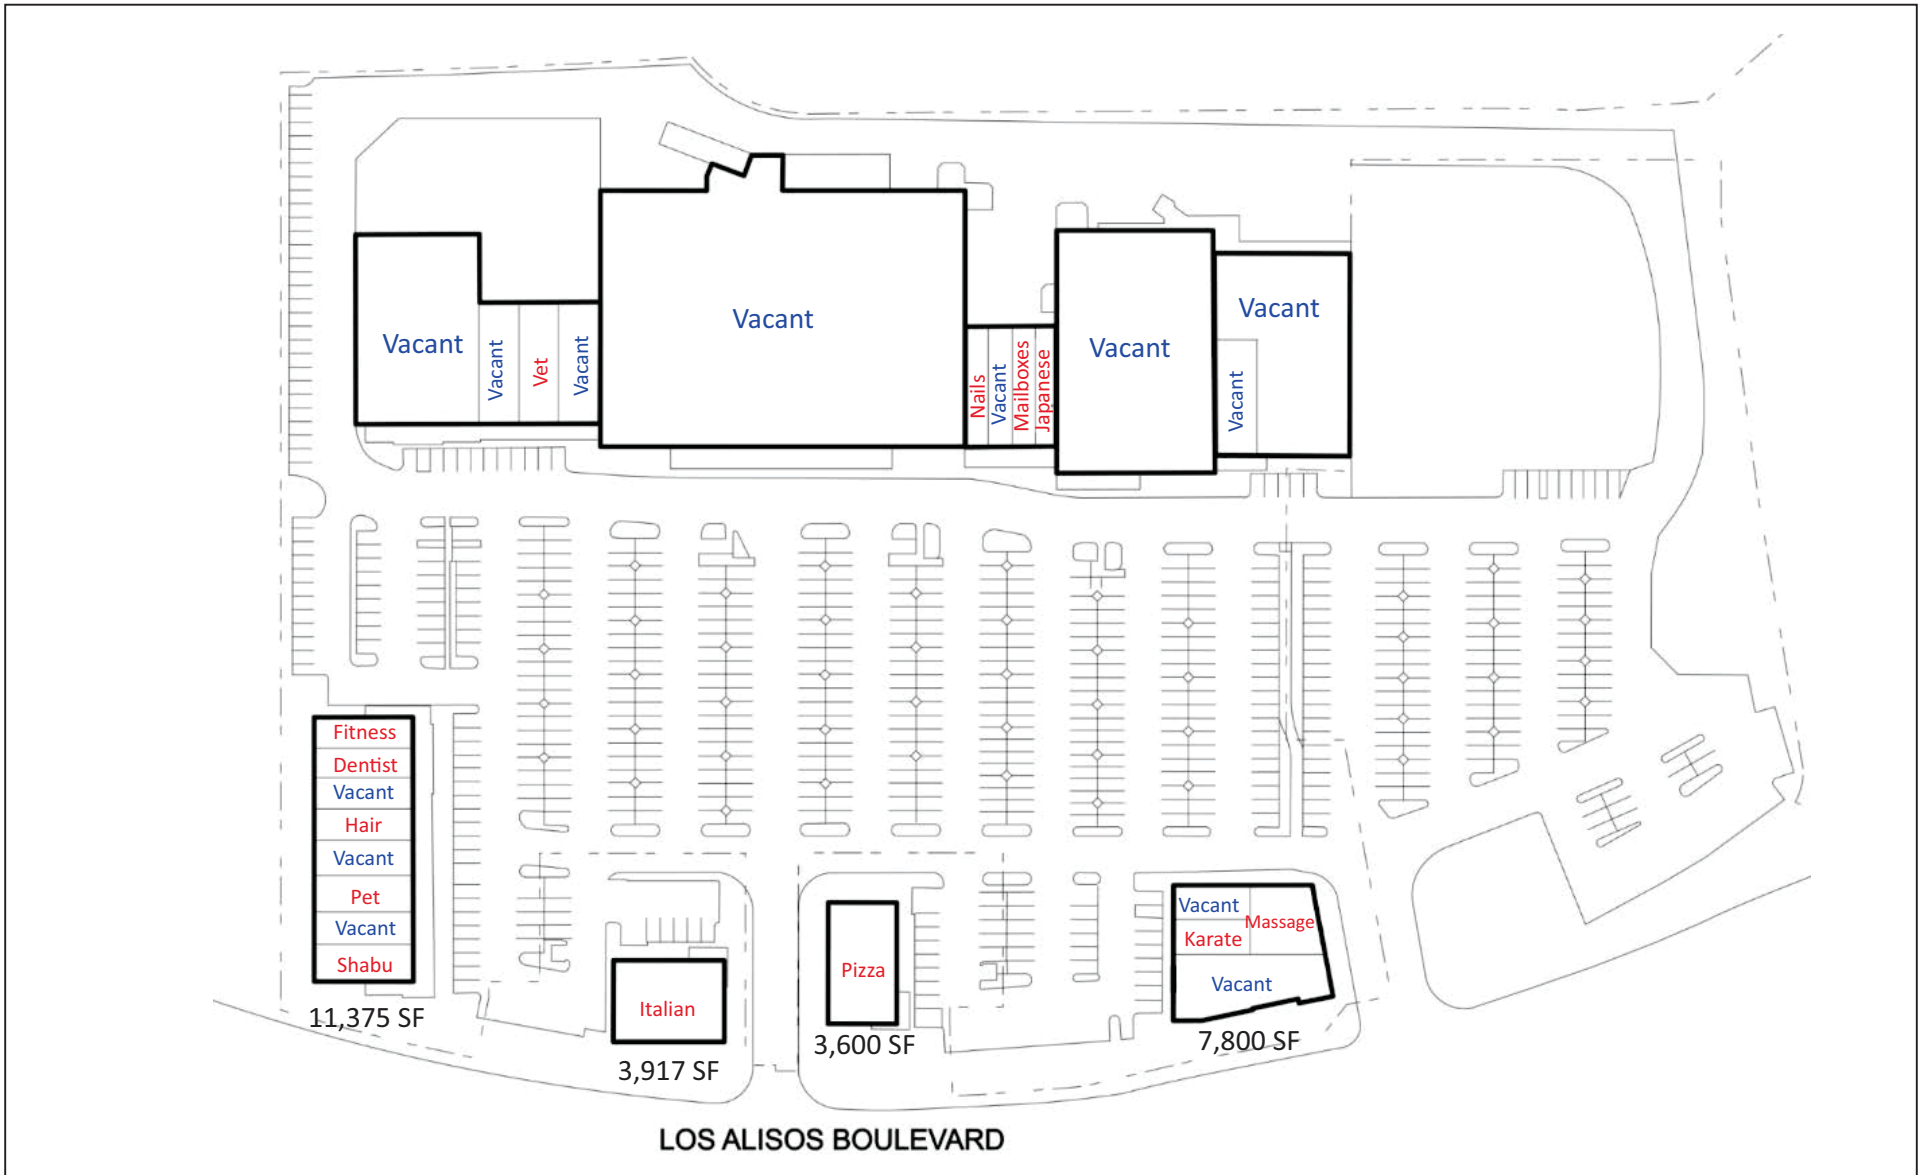 Vacant
Vacant
Vet
Vacant
Vacant
Nails
Vacant
Mailboxes
Japanese
Vacant
Vacant
Vacant
Fitness
Dentist
Vacant
Hair
Vacant
Pet
Vacant
Shabu
11,375 SF
Italian
3,917 SF
Pizza
3,600 SF
Vacant
Massage
Karate
Vacant
7,800 SF
LOS ALISOS BOULEVARD